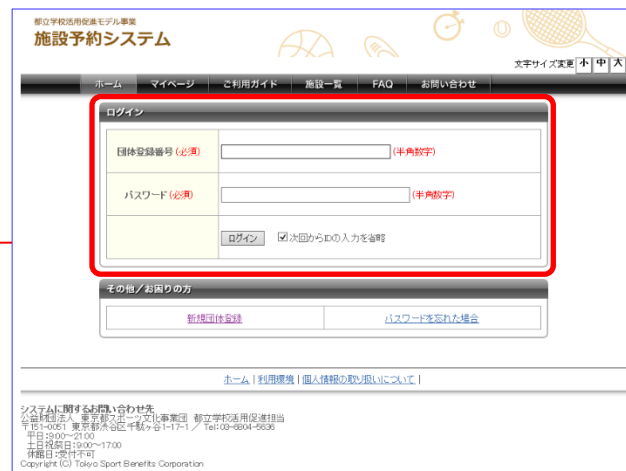 都立学校活用促進モデル事業
施設予約システム
文字サイズ変更 小 中 大
ホーム マイページ ご利用ガイド 施設一覧 FAQ お問い合わせ
ログイン
団体登録番号 (必須) (半角数字)
パスワード (必須) (半角数字)
ログイン 次回からIDの入力を省略
その他/お困りの方
新規団体登録 パスワードを忘れた場合
ホーム | 利用環境 | 個人情報の取り扱いについて |
システムに関するお問い合わせ先
公益財団法人 東京都スポーツ文化事業団 都立学校活用促進担当
〒151-0051 東京都渋谷区千駄ヶ谷1-17-1 / Tel:03-6804-5636
平日:9:00~21:00
土日祝祭日:9:00~17:00
休館日:受付不可
Copyright (C) Tokyo Sport Benefits Corporation